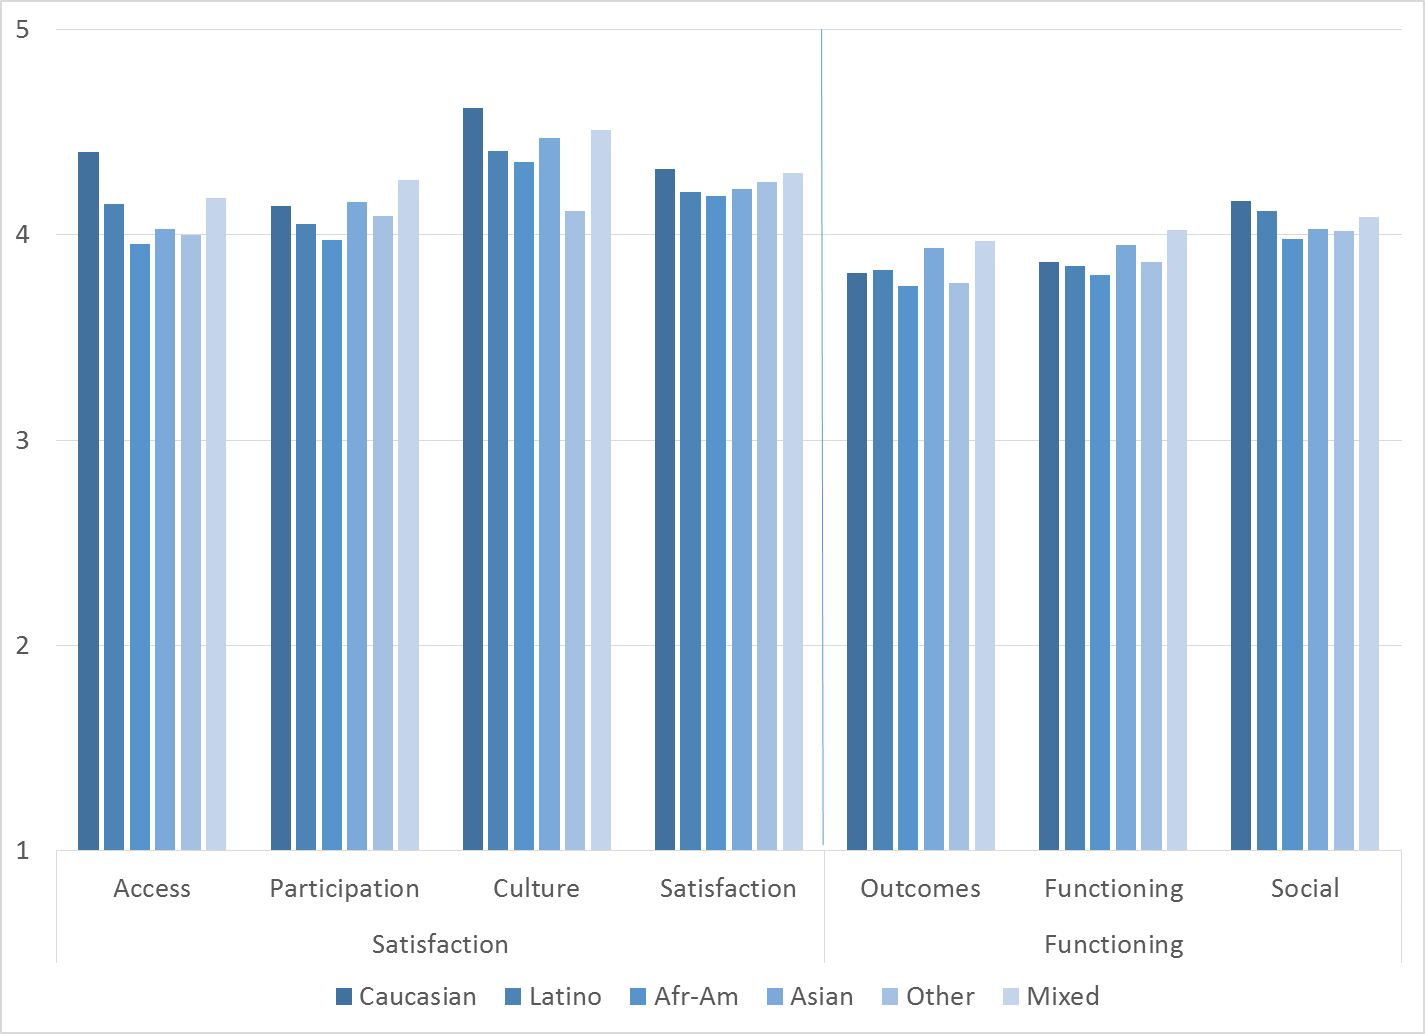 5
4
3
2
1
Access Participation Culture Satisfaction Outcomes Functioning Social
Satisfaction Functioning
Caucasian Latino Afr-Am Asian Other Mixed